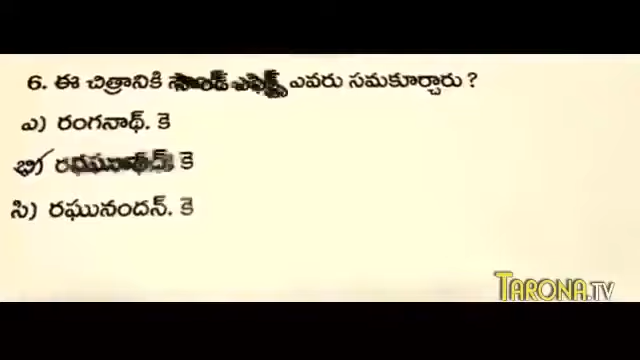 6. ఈ చిత్రానికి సౌండ్ ఎఫెక్ట్స్ ఎవరు సమకూర్చారు ?
ఎ) రంగనాథ్. కె
బి) కె
సి) రఘునందన్. కె
TARONA.TV